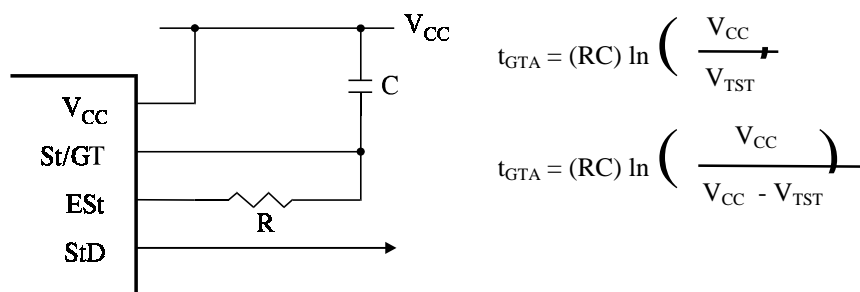 V_CC
C
V_CC
St/GT
ESt
R
StD
t_GTA = (RC) ln ( V_CC / V_TST
t_GTA = (RC) ln ( V_CC / V_CC - V_TST )